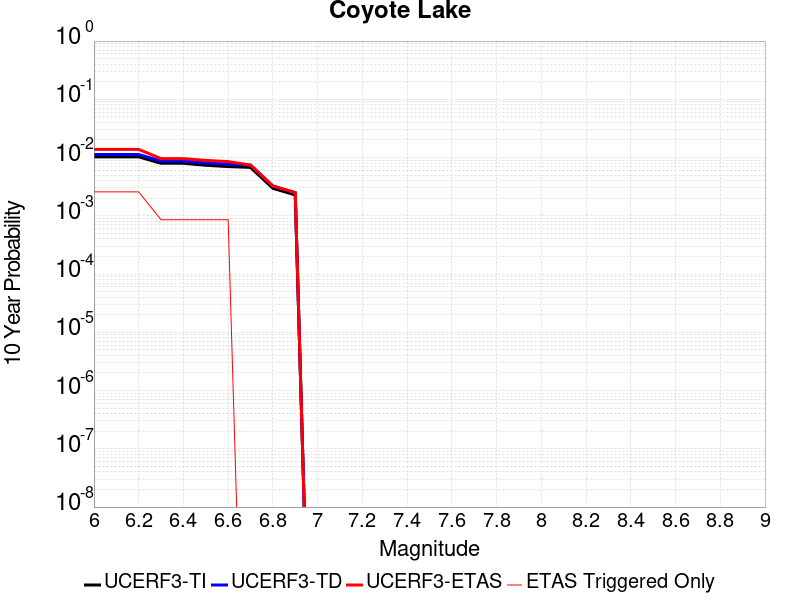 Coyote Lake
10^0
10^-1
10^-2
10^-3
10^-4
10^-5
10^-6
10^-7
10^-8
10 Year Probability
6 6.2 6.4 6.6 6.8 7 7.2 7.4 7.6 7.8 8 8.2 8.4 8.6 8.8 9
Magnitude
UCERF3-TI UCERF3-TD UCERF3-ETAS ETAS Triggered Only